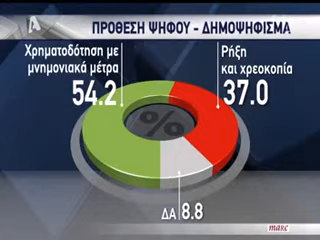 ΠΡΟΘΕΣΗ ΨΗΦΟΥ - ΔΗΜΟΨΗΦΙΣΜΑ
Χρηματοδότηση με
μνημονιακά μέτρα
54.2
Ρήξη
και χρεοκοπία
37.0
%
ΔΑ 8.8
marc